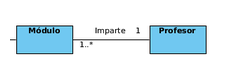 Módulo
Imparte 1
Profesor
1..*